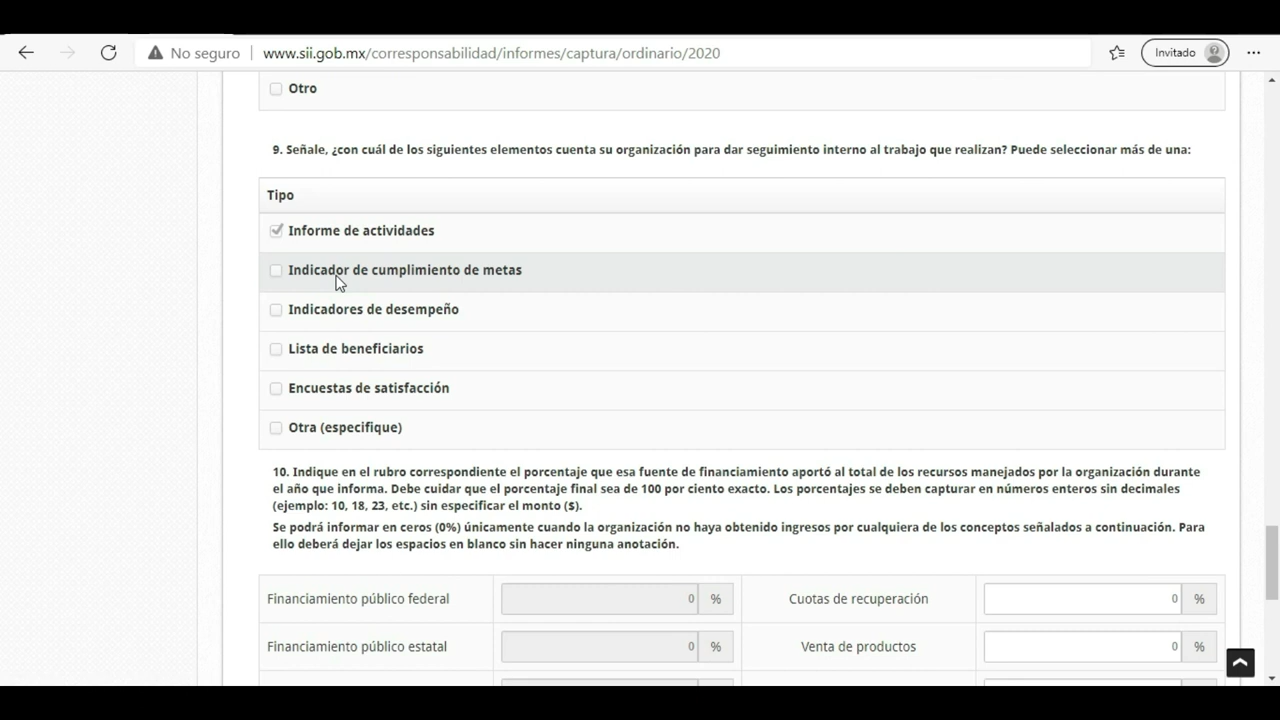 No seguro
www.sii.gob.mx/corresponsabilidad/informes/captura/ordinario/2020
Invitado
Otro
9. Señale, ¿con cuál de los siguientes elementos cuenta su organización para dar seguimiento interno al trabajo que realizan? Puede seleccionar más de una:
Tipo
Informe de actividades
Indicador de cumplimiento de metas
Indicadores de desempeño
Lista de beneficiarios
Encuestas de satisfacción
Otra (especifique)
10. Indique en el rubro correspondiente el porcentaje que esa fuente de financiamiento aportó al total de los recursos manejados por la organización durante
el año que informa. Debe cuidar que el porcentaje final sea de 100 por ciento exacto. Los porcentajes se deben capturar en números enteros sin decimales
(ejemplo: 10, 18, 23, etc.) sin especificar el monto ($).
Se podrá informar en ceros (0%) únicamente cuando la organización no haya obtenido ingresos por cualquiera de los conceptos señalados a continuación. Para
ello deberá dejar los espacios en blanco sin hacer ninguna anotación.
Financiamiento público federal 0 % Cuotas de recuperación 0 %
Financiamiento público estatal 0 % Venta de productos 0 %